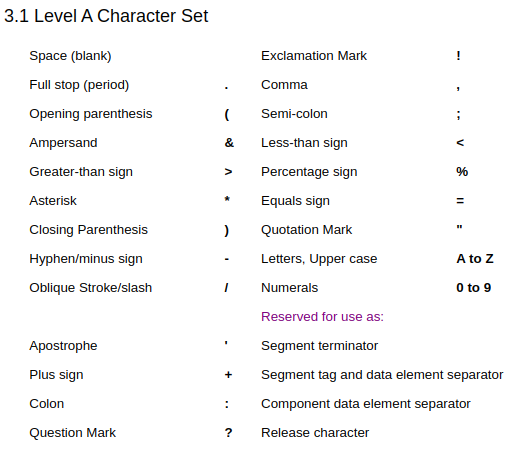 3.1 Level A Character Set
Space (blank) Exclamation Mark !
Full stop (period) . Comma ,
Opening parenthesis ( Semi-colon ;
Ampersand & Less-than sign <
Greater-than sign > Percentage sign %
Asterisk * Equals sign =
Closing Parenthesis ) Quotation Mark "
Hyphen/minus sign - Letters, Upper case A to Z
Oblique Stroke/slash / Numerals 0 to 9
Reserved for use as:
Apostrophe ' Segment terminator
Plus sign + Segment tag and data element separator
Colon : Component data element separator
Question Mark ? Release character